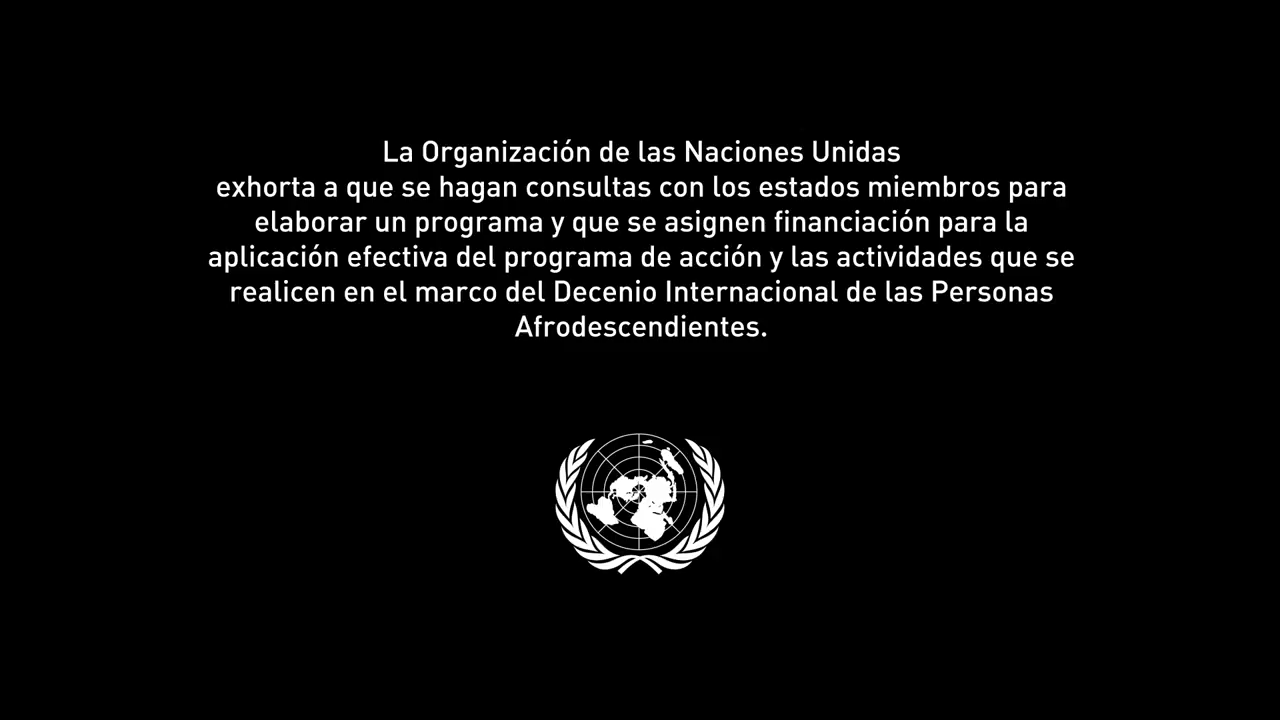 La Organización de las Naciones Unidas
exhorta a que se hagan consultas con los estados miembros para
elaborar un programa y que se asignen financiación para la
aplicación efectiva del programa de acción y las actividades que se
realicen en el marco del Decenio Internacional de las Personas
Afrodescendientes.